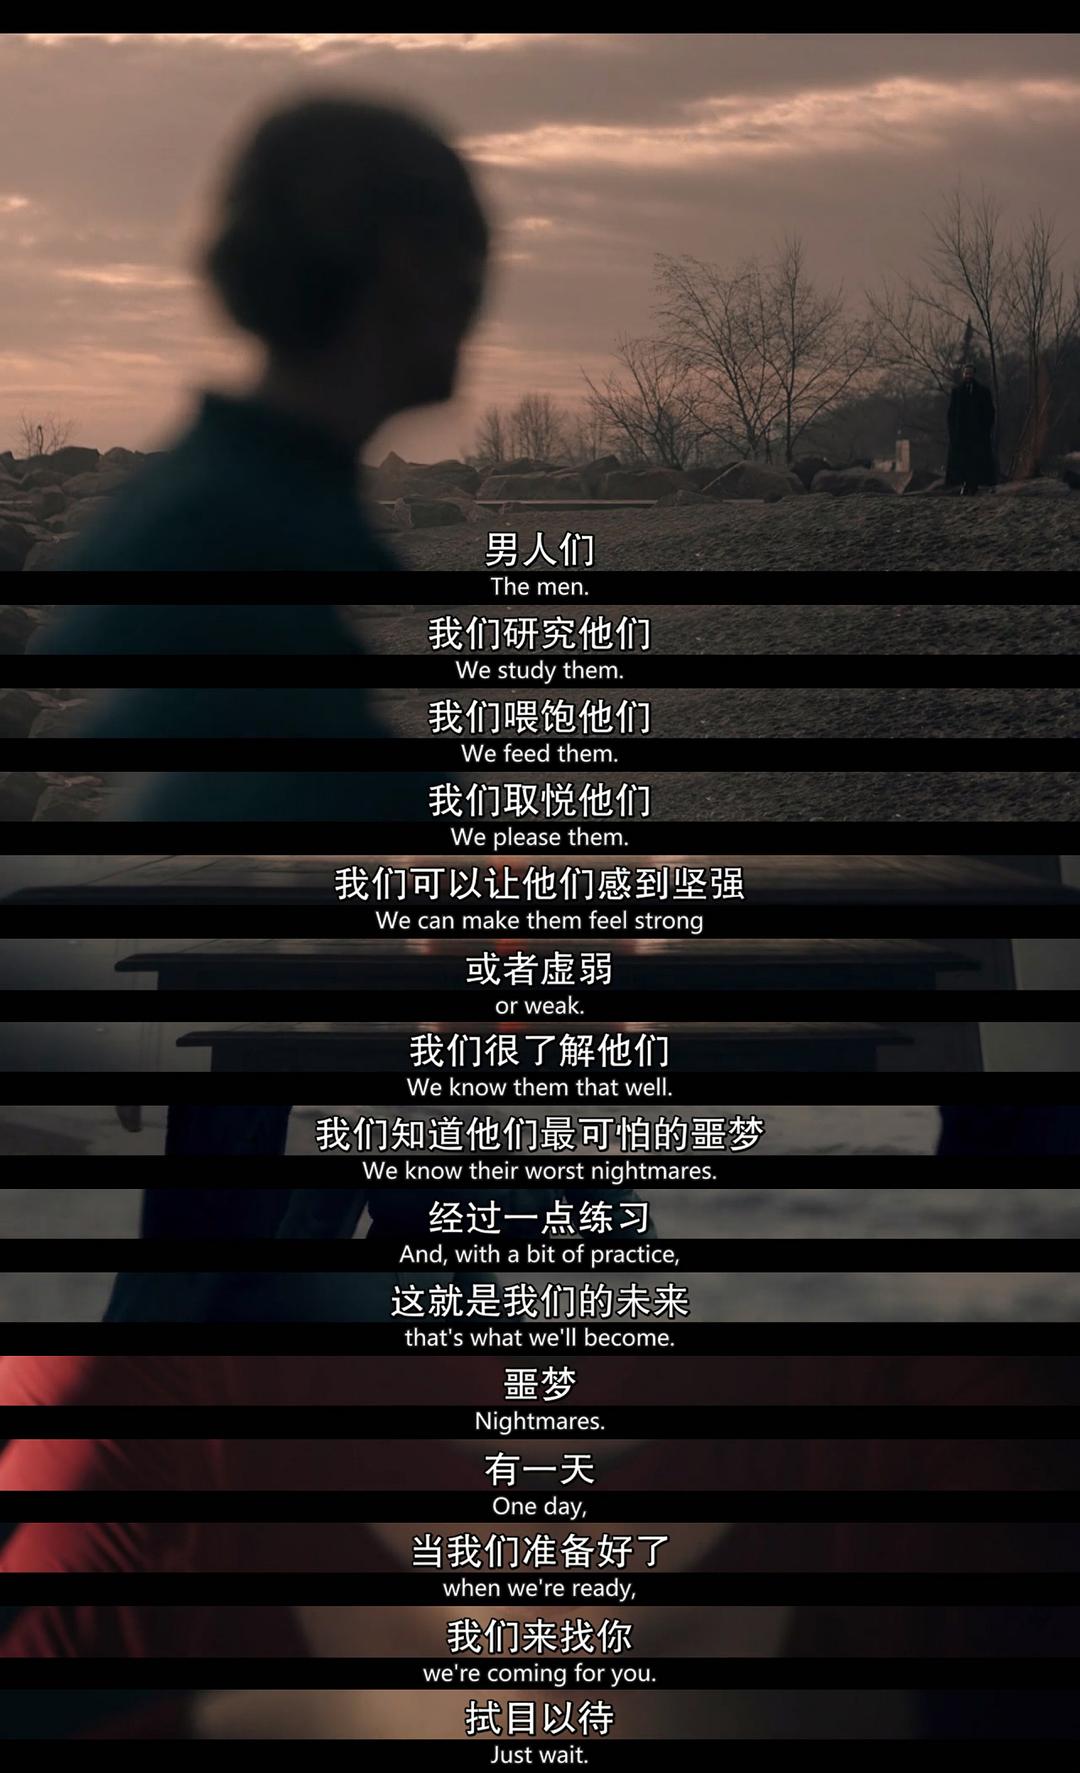 男人们
The men.
我们研究他们
We study them.
我们喂饱他们
We feed them.
我们取悦他们
We please them.
我们可以让他们感到坚强
We can make them feel strong
或者虚弱
or weak.
我们很了解他们
We know them that well.
我们知道他们最可怕的噩梦
We know their worst nightmares.
经过一点练习
And, with a bit of practice,
这就是我们的未来
that's what we'll become.
噩梦
Nightmares.
有一天
One day,
当我们准备好了
when we're ready,
我们来找你
we're coming for you.
拭目以待
Just wait.